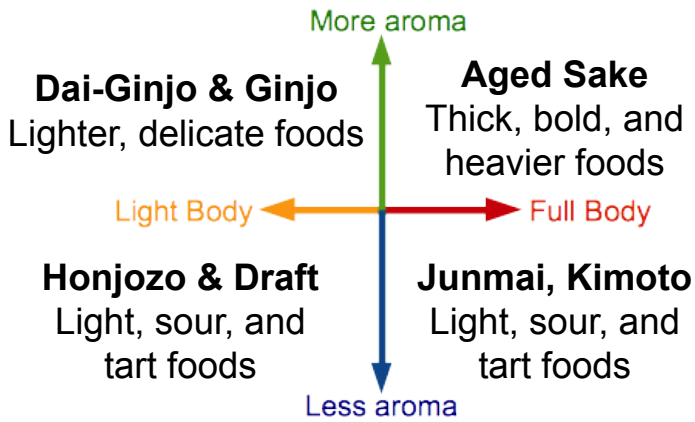 More aroma
Dai-Ginjo & Ginjo
Lighter, delicate foods
Aged Sake
Thick, bold, and
heavier foods
Light Body
Full Body
Honjozo & Draft
Light, sour, and
tart foods
Junmai, Kimoto
Light, sour, and
tart foods
Less aroma